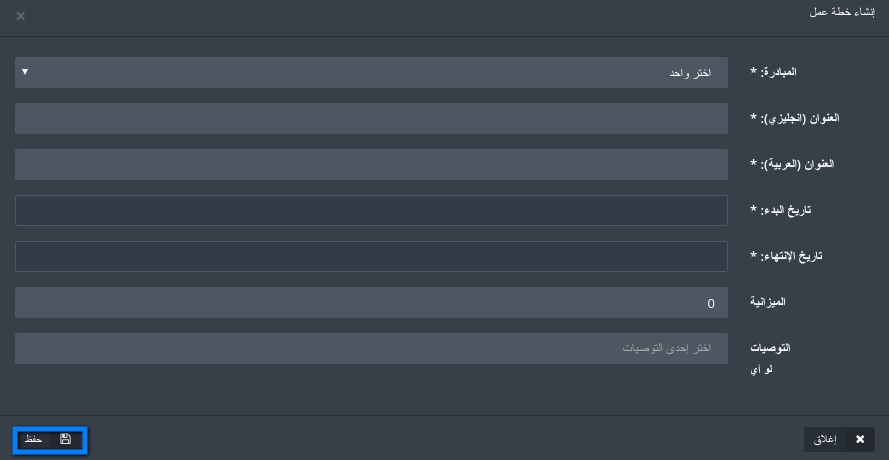 إنشاء خطة عمل
المبادرة: *
اختر واحد
العنوان (انجليزي): *
العنوان (العربية): *
تاريخ البدء: *
تاريخ الإنتهاء: *
الميزانية
0
التوصيات
لو أي
اختر إحدى التوصيات
إغلاق
حفظ